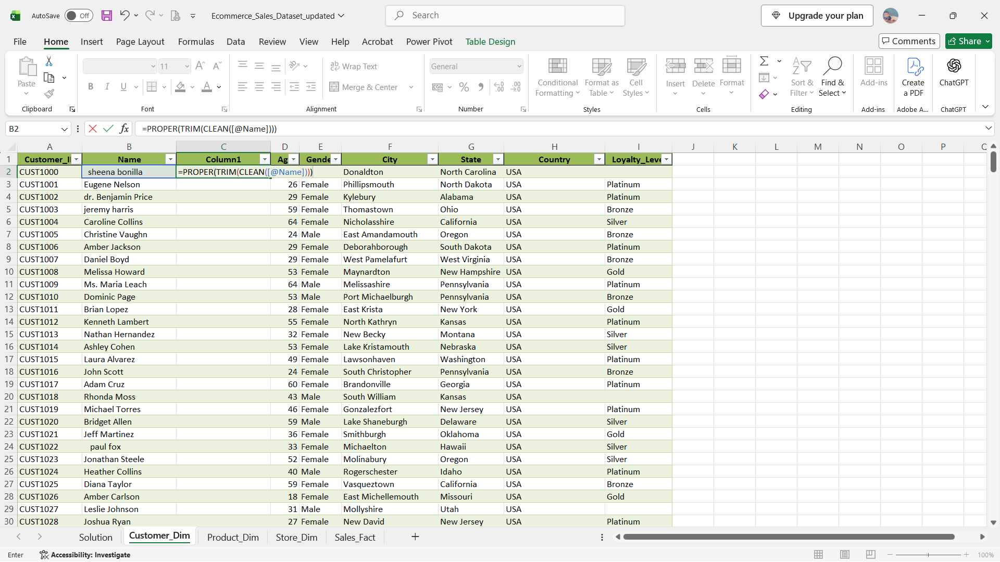 AutoSave Off Ecommerce_Sales_Dataset_updated Search Upgrade your plan
File Home Insert Page Layout Formulas Data Review View Help Acrobat Power Pivot Table Design Comments Share
Paste
Clipboard
11
B I U
Font
Wrap Text
Merge & Center
Alignment
General
Number
Conditional Formatting
Format as Table
Cell Styles
Styles
Insert
Delete
Format
Cells
Sort & Filter
Find & Select
Editing
Add-ins
Add-ins
Create a PDF
Adobe A...
ChatGPT
ChatGPT
B2 fx =PROPER(TRIM(CLEAN([@Name])))
A B C D E F G H I J K L M N O P Q
1 Customer_I Name Column1 Ag Gende City State Country Loyalty_Leve
2 CUST1000 sheena bonilla =PROPER(TRIM(CLEAN([@Name]))) Donaldton North Carolina USA
3 CUST1001 Eugene Nelson 26 Female Phillipsmouth North Dakota USA Platinum
4 CUST1002 dr. Benjamin Price 29 Female Kylebury Alabama USA Platinum
5 CUST1003 jeremy harris 59 Female Thomastown Ohio USA Bronze
6 CUST1004 Caroline Collins 64 Female Nicholasshire California USA Silver
7 CUST1005 Christine Vaughn 24 Male East Amandamouth Oregon USA Bronze
8 CUST1006 Amber Jackson 29 Female Deborahborough South Dakota USA Platinum
9 CUST1007 Daniel Boyd 29 Female West Pamelafurt West Virginia USA Bronze
10 CUST1008 Melissa Howard 53 Female Maynardton New Hampshire USA Gold
11 CUST1009 Ms. Maria Leach 64 Male Melissashire Pennsylvania USA Platinum
12 CUST1010 Dominic Page 53 Male Port Michaelburgh Pennsylvania USA Bronze
13 CUST1011 Brian Lopez 28 Female East Krista New York USA Gold
14 CUST1012 Kenneth Lambert 55 Female North Kathryn Kansas USA Platinum
15 CUST1013 Nathan Hernandez 32 Female New Becky Montana USA Silver
16 CUST1014 Ashley Cohen 53 Female Lake Kristamouth Nebraska USA Silver
17 CUST1015 Laura Alvarez 49 Female Lawsonhaven Washington USA Platinum
18 CUST1016 John Scott 24 Female South Christopher Pennsylvania USA Bronze
19 CUST1017 Adam Cruz 60 Female Brandonville Georgia USA Platinum
20 CUST1018 Rhonda Moss 43 Male South William Kansas USA
21 CUST1019 Michael Torres 46 Female Gonzalezfort New Jersey USA Platinum
22 CUST1020 Bridget Allen 59 Male Lake Shaneburgh Delaware USA Silver
23 CUST1021 Jeff Martinez 36 Female Smithburgh Oklahoma USA Gold
24 CUST1022 paul fox 33 Female Michaelton Hawaii USA Silver
25 CUST1023 Jonathan Steele 52 Female Molinabury Oregon USA Silver
26 CUST1024 Heather Collins 40 Male Rogerschester Idaho USA Platinum
27 CUST1025 Diana Taylor 59 Female Vasqueztown California USA Bronze
28 CUST1026 Amber Carlson 18 Female East Michellemouth Missouri USA Gold
29 CUST1027 Leslie Johnson 31 Male Mollyshire Utah USA
30 CUST1028 Joshua Ryan 27 Female New David New Jersey USA Platinum
Solution Customer_Dim Product_Dim Store_Dim Sales_Fact
Enter Accessibility: Investigate 100%